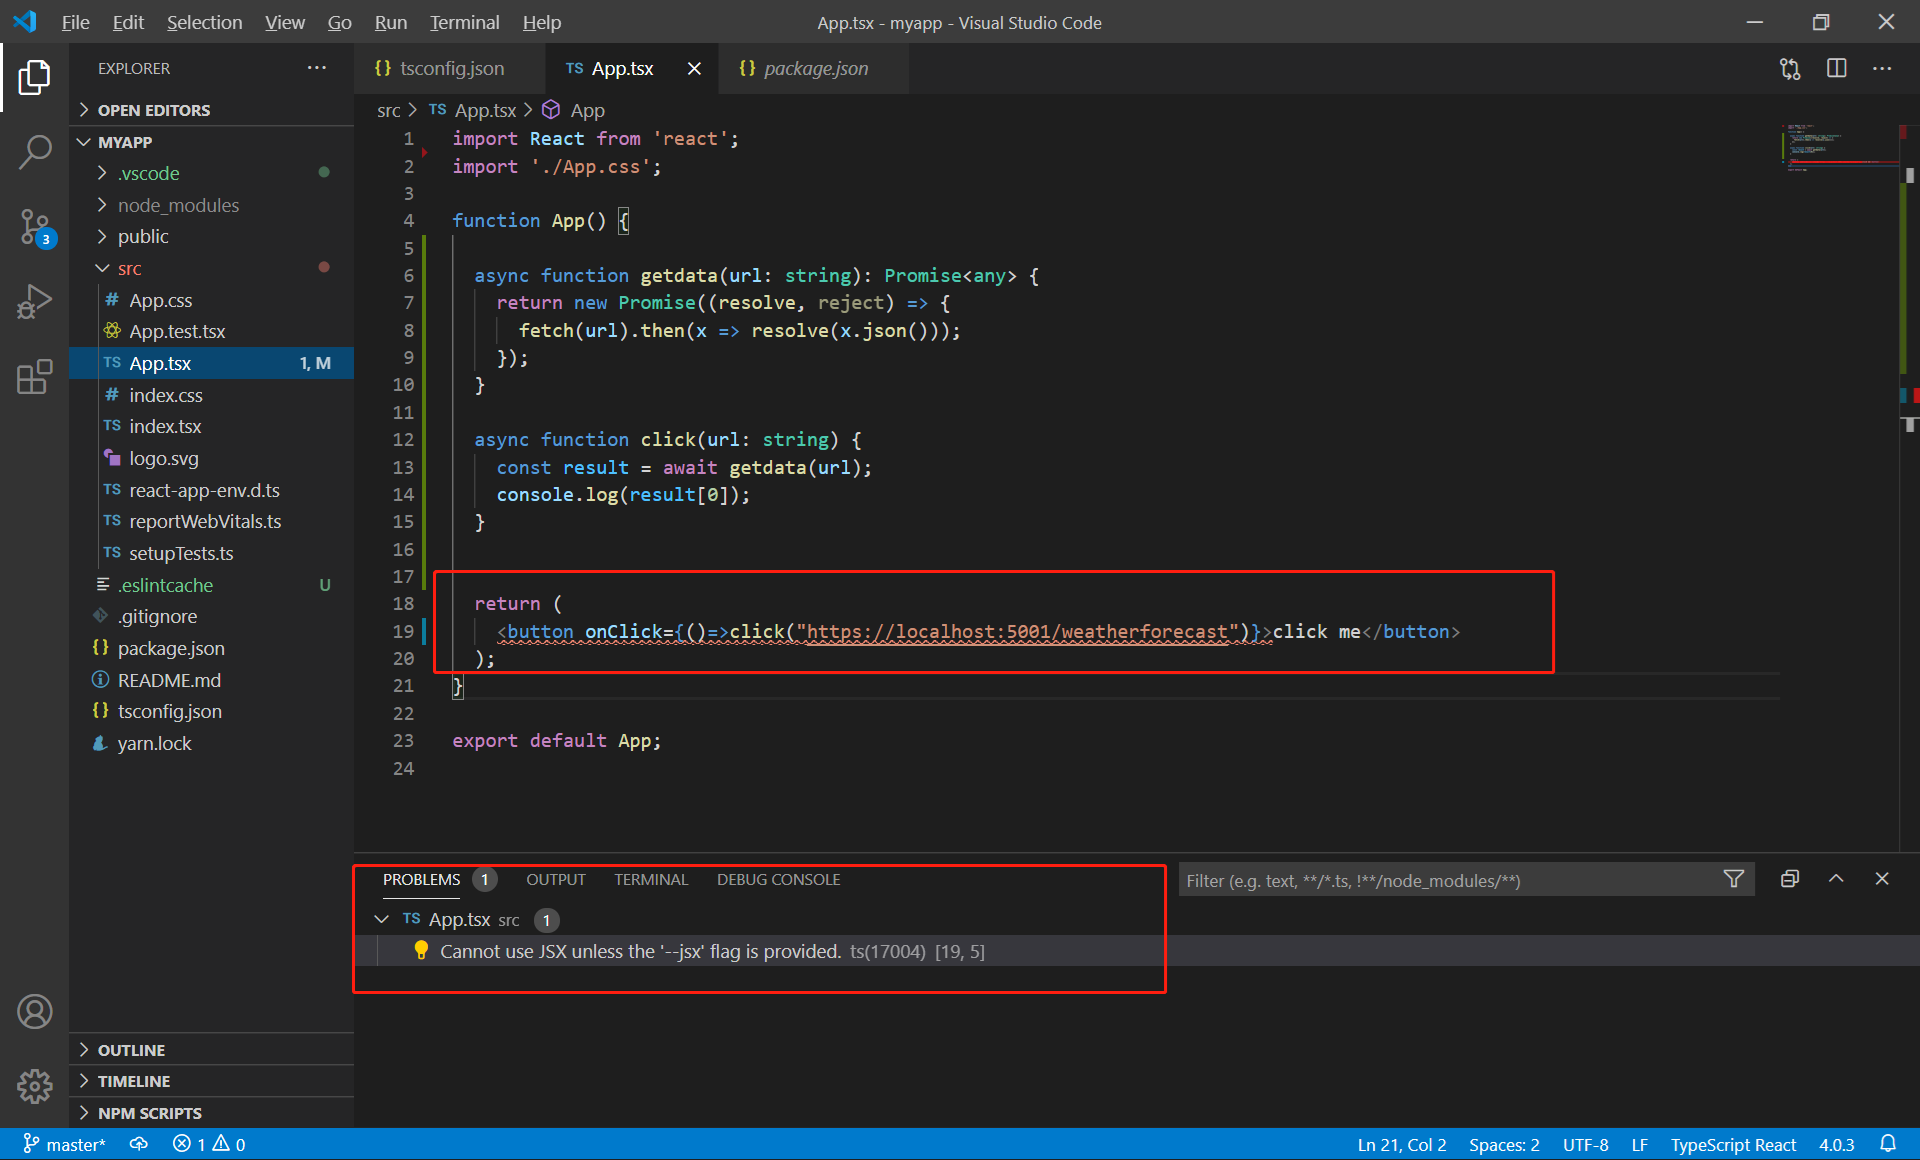 File Edit Selection View Go Run Terminal Help
App.tsx - myapp - Visual Studio Code
EXPLORER
OPEN EDITORS
MYAPP
.vscode
node_modules
public
src
# App.css
App.test.tsx
TS App.tsx 1, M
# index.css
TS index.tsx
logo.svg
TS react-app-env.d.ts
TS reportWebVitals.ts
TS setupTests.ts
.eslintcache U
.gitignore
{} package.json
README.md
{} tsconfig.json
yarn.lock
OUTLINE
TIMELINE
NPM SCRIPTS
3
{} tsconfig.json
TS App.tsx
{} package.json
src > TS App.tsx > App
1 import React from 'react';
2 import './App.css';
3
4 function App() {
5
6 async function getdata(url: string): Promise<any> {
7 return new Promise((resolve, reject) => {
8 fetch(url).then(x => resolve(x.json()));
9 });
10 }
11
12 async function click(url: string) {
13 const result = await getdata(url);
14 console.log(result[0]);
15 }
16
17
18 return (
19 <button onClick={()=>click("https://localhost:5001/weatherforecast")}>click me</button>
20 );
21 }
22
23 export default App;
24
PROBLEMS 1 OUTPUT TERMINAL DEBUG CONSOLE
Filter (e.g. text, **/*.ts, !**/node_modules/**)
TS App.tsx src 1
Cannot use JSX unless the '--jsx' flag is provided. ts(17004) [19, 5]
master* 1 0
Ln 21, Col 2 Spaces: 2 UTF-8 LF TypeScript React 4.0.3